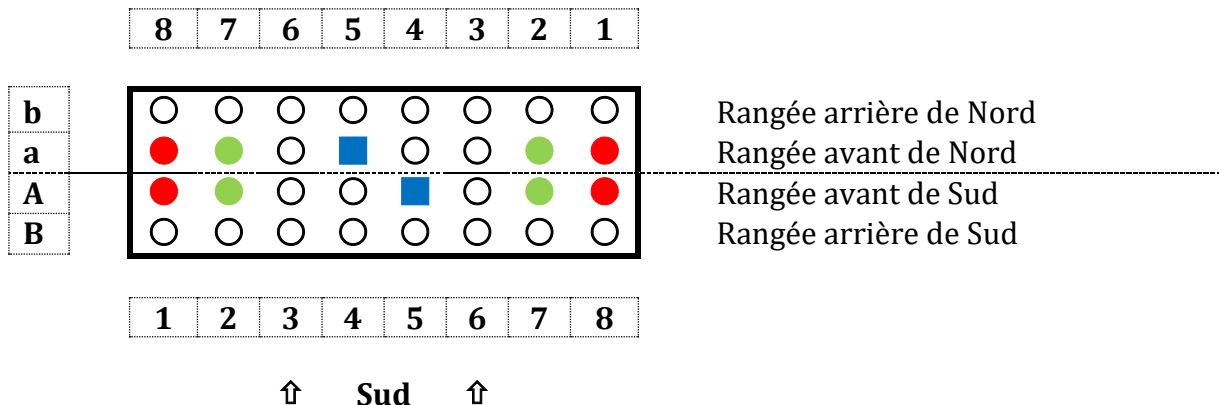 8 7 6 5 4 3 2 1
b Rangée arrière de Nord
a Rangée avant de Nord
A Rangée avant de Sud
B Rangée arrière de Sud
1 2 3 4 5 6 7 8
⇧ Sud ⇧